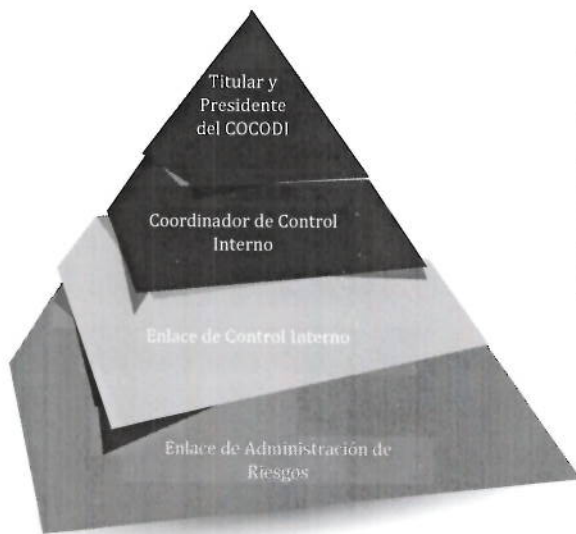 Titular y
Presidente
del COCODI
Coordinador de Control
Interno
Enlace de Control Interno
Enlace de Administración de
Riesgos